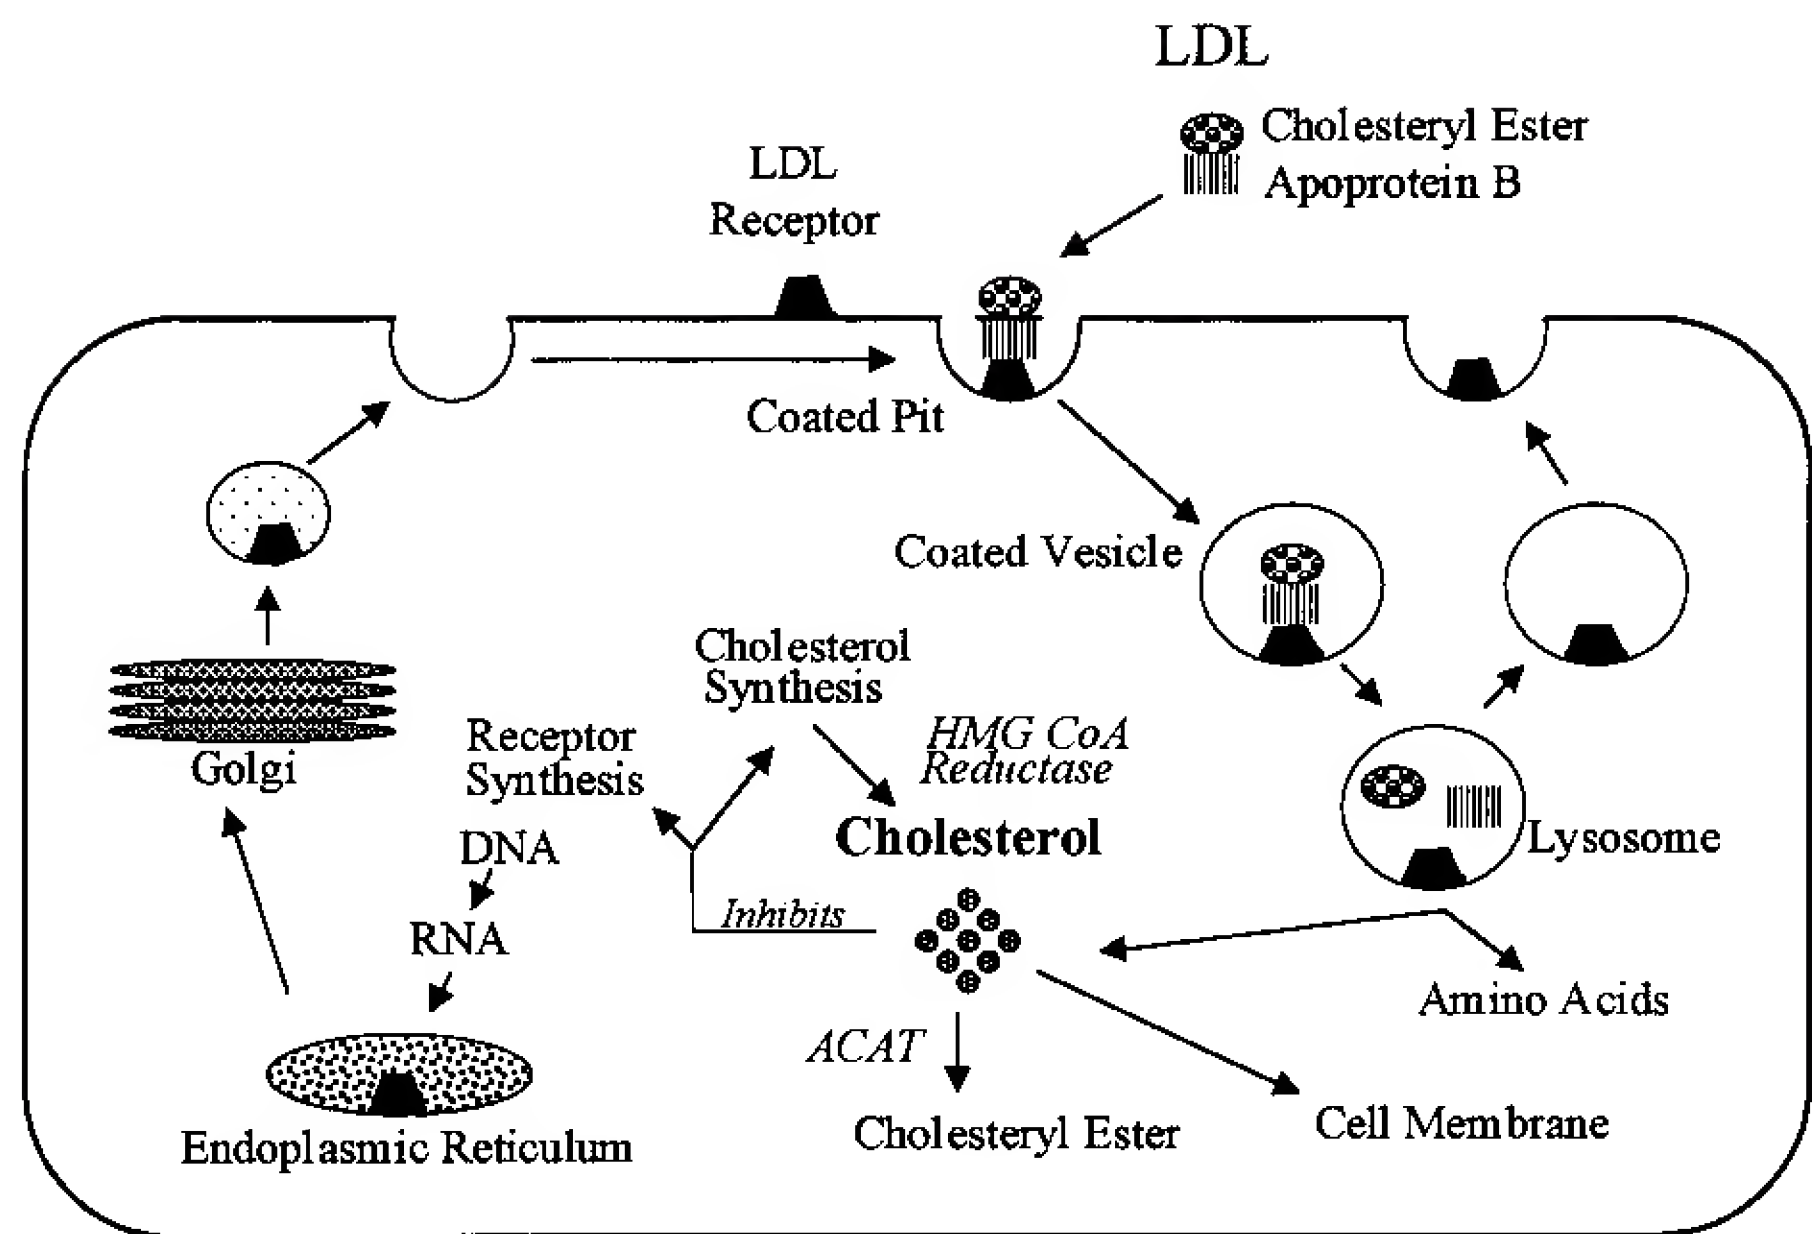 LDL
Cholesteryl Ester
Apoprotein B
LDL
Receptor
Coated Pit
Coated Vesicle
Cholesterol
Synthesis
HMG CoA
Reductase
Receptor
Synthesis
Golgi
DNA
Cholesterol
Lysosome
Inhibits
RNA
Amino Acids
ACAT
Endoplasmic Reticulum
Cholesteryl Ester
Cell Membrane